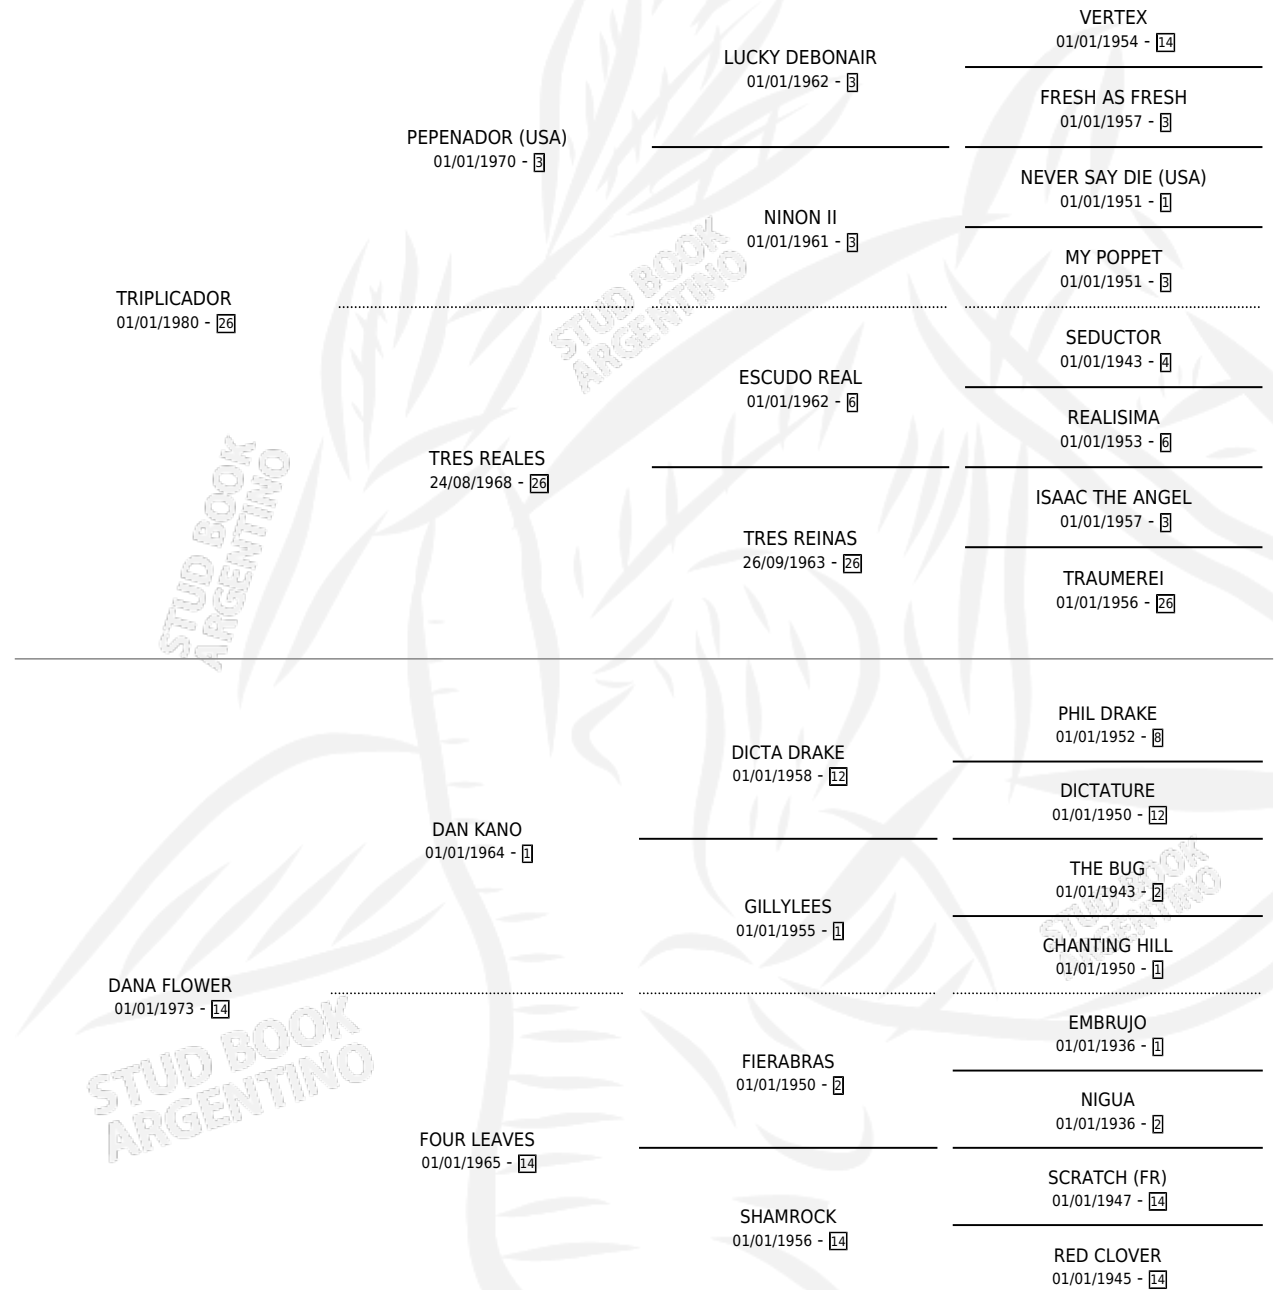 VERTEX
01/01/1954 - 14
LUCKY DEBONAIR
01/01/1962 - 3
FRESH AS FRESH
01/01/1957 - 3
PEPENADOR (USA)
01/01/1970 - 3
NEVER SAY DIE (USA)
01/01/1951 - 1
NINON II
01/01/1961 - 3
MY POPPET
01/01/1951 - 3
TRIPLICADOR
01/01/1980 - 26
SEDUCTOR
01/01/1943 - 4
ESCUDO REAL
01/01/1962 - 6
REALISIMA
01/01/1953 - 6
TRES REALES
24/08/1968 - 26
ISAAC THE ANGEL
01/01/1957 - 3
TRES REINAS
26/09/1963 - 26
TRAUMEREI
01/01/1956 - 26
PHIL DRAKE
01/01/1952 - 8
DICTA DRAKE
01/01/1958 - 12
DICTATURE
01/01/1950 - 12
DAN KANO
01/01/1964 - 1
THE BUG
01/01/1943 - 2
GILLYLEES
01/01/1955 - 1
CHANTING HILL
01/01/1950 - 1
DANA FLOWER
01/01/1973 - 14
EMBRUJO
01/01/1936 - 1
FIERABRAS
01/01/1950 - 2
NIGUA
01/01/1936 - 2
FOUR LEAVES
01/01/1965 - 14
SCRATCH (FR)
01/01/1947 - 14
SHAMROCK
01/01/1956 - 14
RED CLOVER
01/01/1945 - 14
STUD BOOK
ARGENTINO
STUD BOOK
ARGENTINO
STUD BOOK
ARGENTINO
STUD BOOK
ARGENTINO